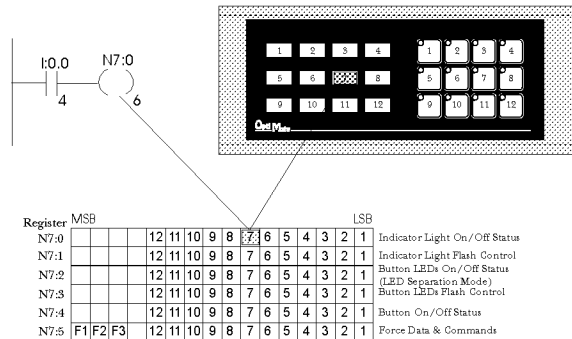 I:0.0
4
N7:0
6
1 2 3 4
5 6 8
9 10 11 12
1 2 3 4
5 6 7 8
9 10 11 12
Opti Mate
Register MSB LSB
N7:0 12 11 10 9 8 7 6 5 4 3 2 1 Indicator Light On/Off Status
N7:1 12 11 10 9 8 7 6 5 4 3 2 1 Indicator Light Flash Control
N7:2 12 11 10 9 8 7 6 5 4 3 2 1 Button LEDs On/Off Status
(LED Separation Mode)
N7:3 12 11 10 9 8 7 6 5 4 3 2 1 Button LEDs Flash Control
N7:4 12 11 10 9 8 7 6 5 4 3 2 1 Button On/Off Status
N7:5 F1 F2 F3 12 11 10 9 8 7 6 5 4 3 2 1 Force Data & Commands